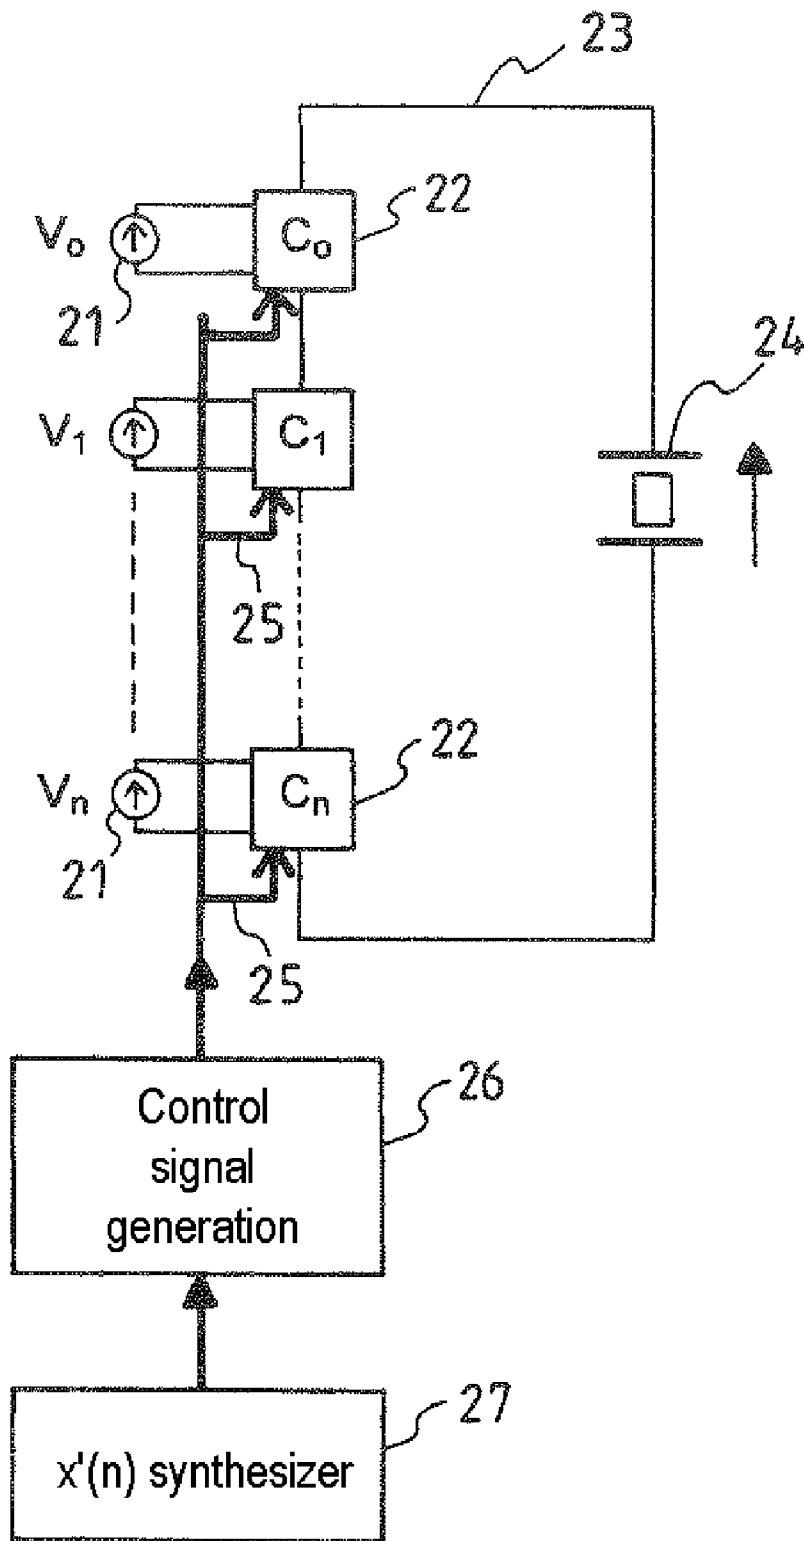 23
22
V₀
C₀
21
24
V₁
C₁
25
22
Vₙ
Cₙ
21
25
26
Control
signal
generation
27
x'(n) synthesizer